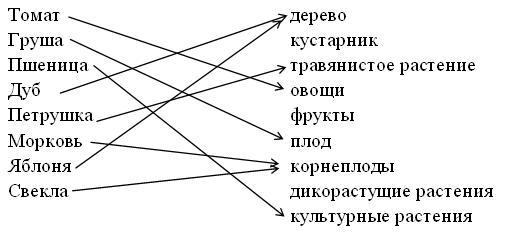 Томат
Груша
Пшеница
Дуб
Петрушка
Морковь
Яблоня
Свекла
дерево
кустарник
травянистое растение
овощи
фрукты
плод
корнеплоды
дикорастущие растения
культурные растения